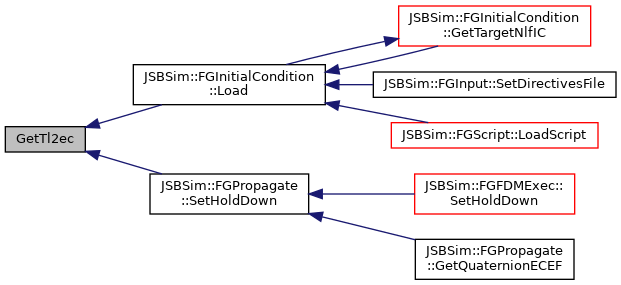 GetTl2ec
JSBSim::FGInitialCondition
::Load
JSBSim::FGInitialCondition
::GetTargetNlfIC
JSBSim::FGInput::SetDirectivesFile
JSBSim::FGScript::LoadScript
JSBSim::FGPropagate
::SetHoldDown
JSBSim::FGFDMExec::
SetHoldDown
JSBSim::FGPropagate
::GetQuaternionECEF